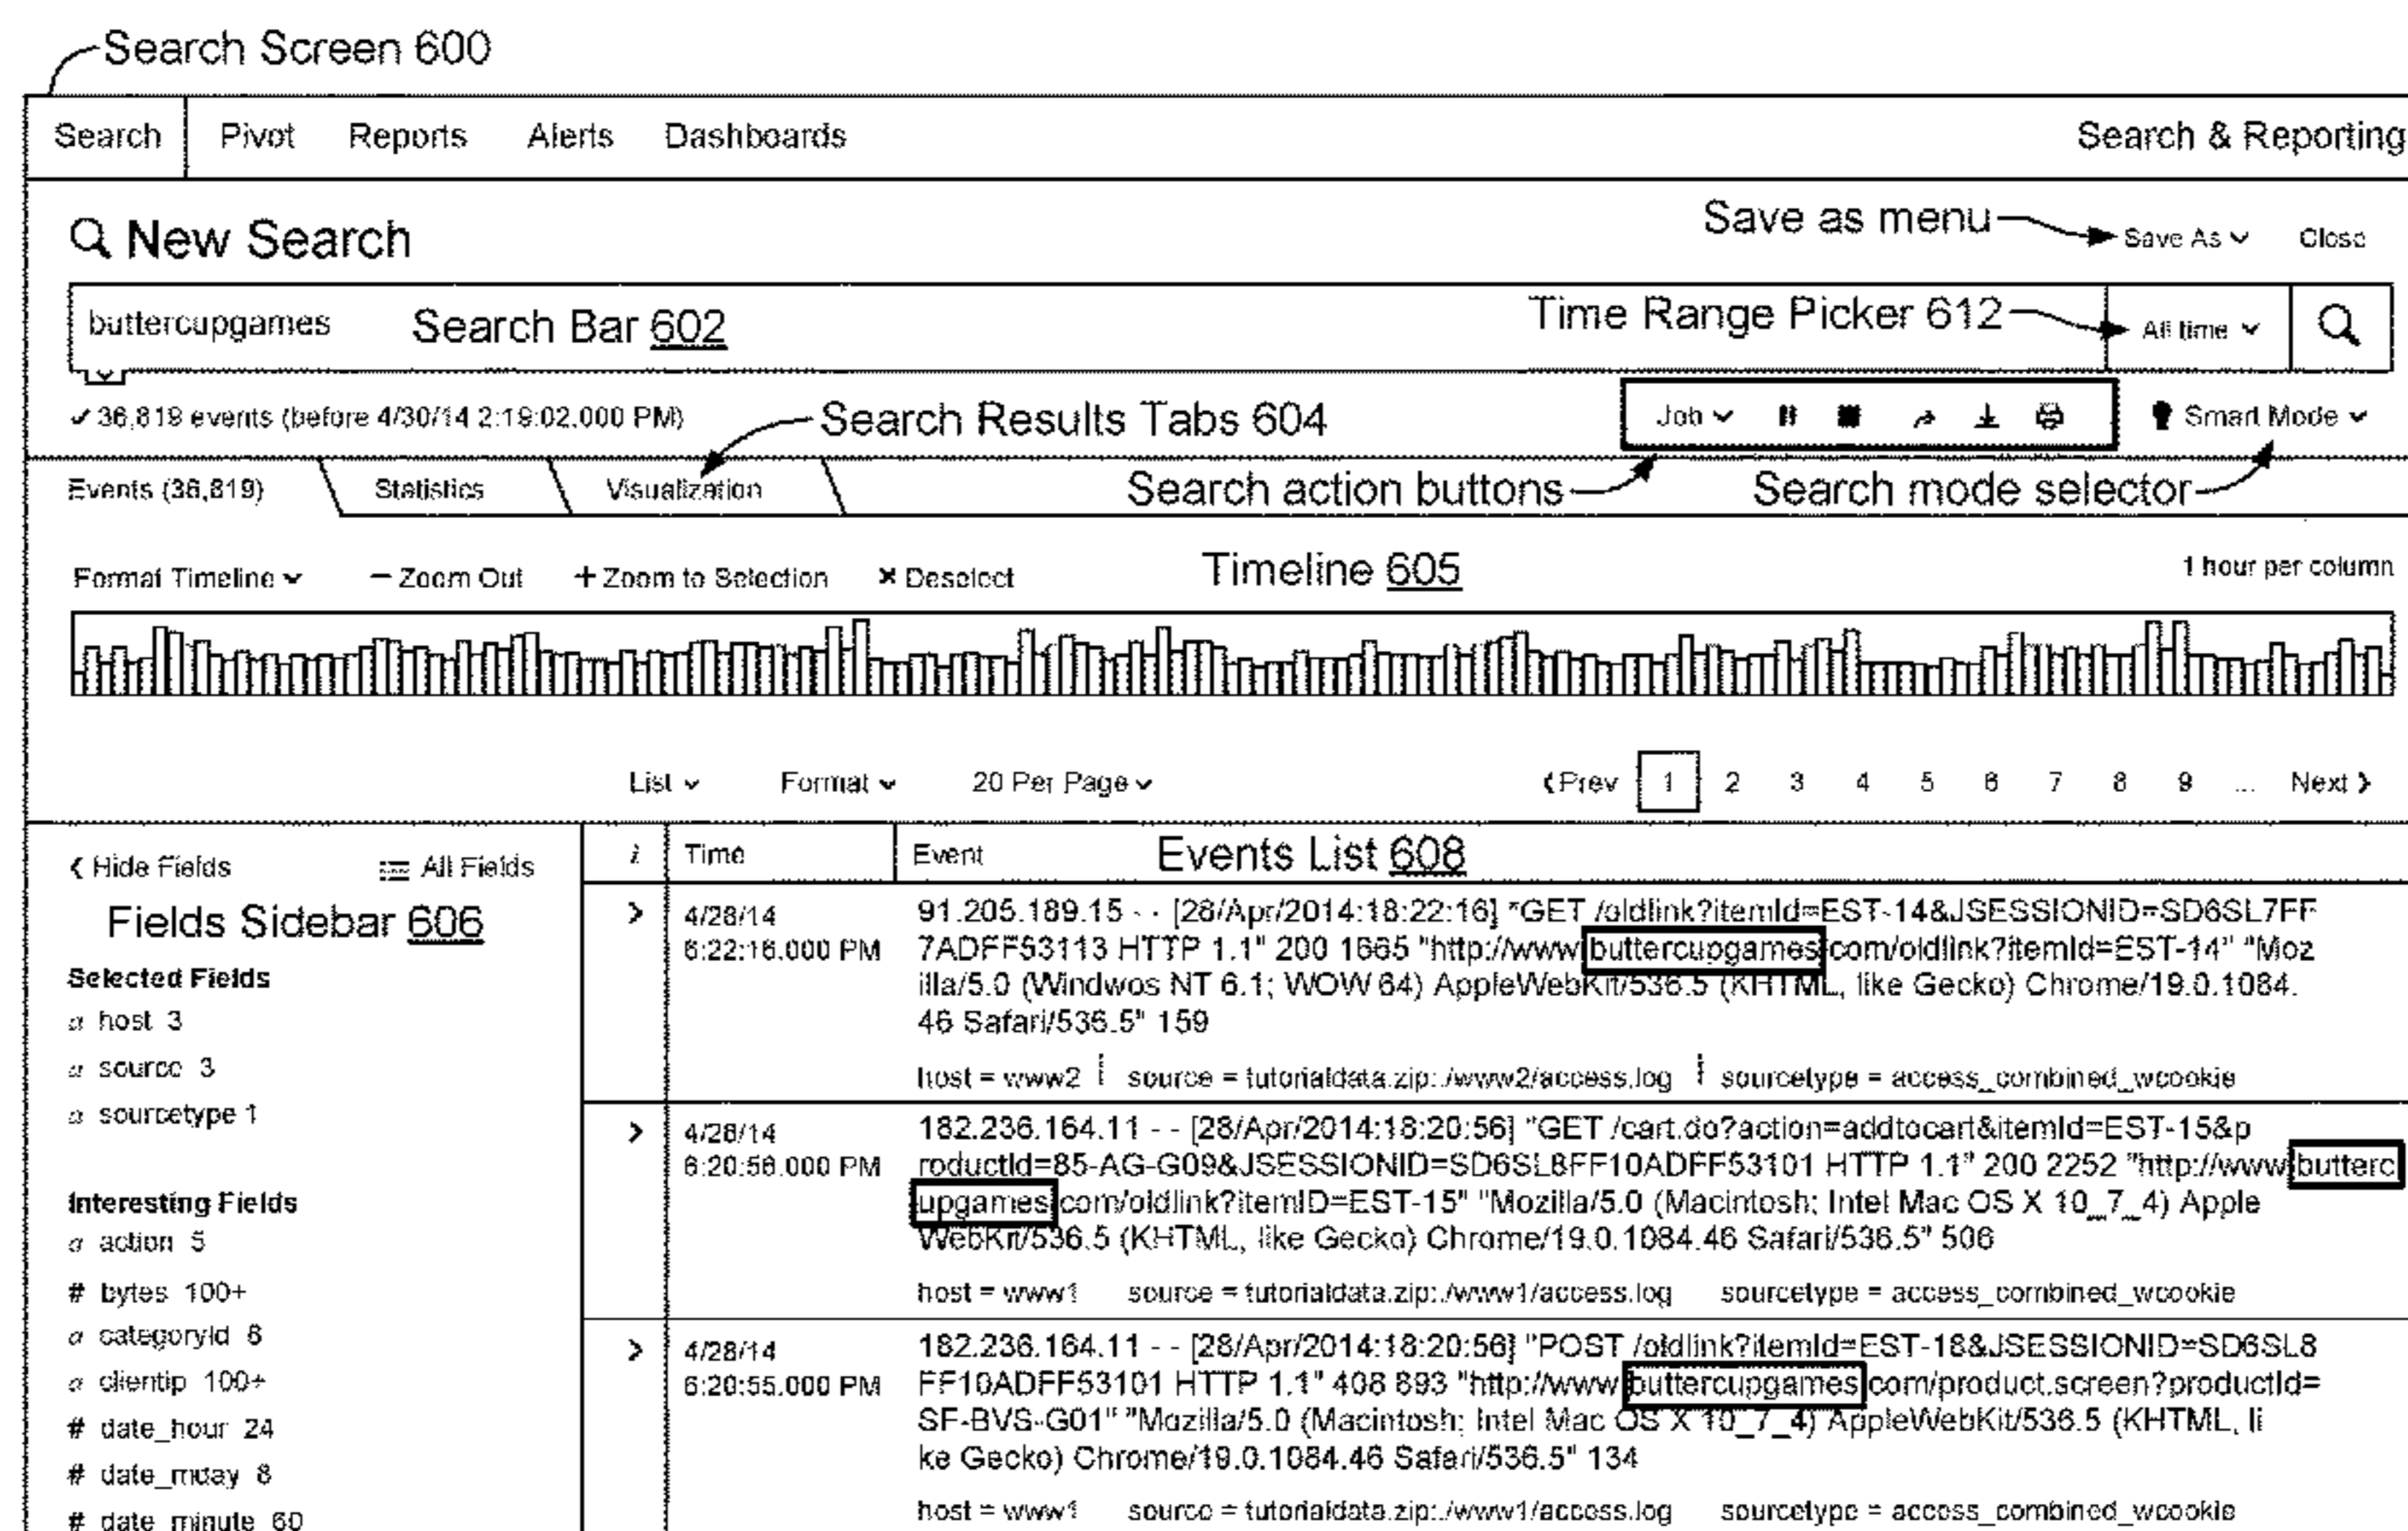 Search Screen 600
Search Pivot Reports Alerts Dashboards Search & Reporting
New Search Save as menu Save As Close
buttercupgames Search Bar 602 Time Range Picker 612 All time
36,819 events (before 4/30/14 2:19:02.000 PM) Search Results Tabs 604 Job Smart Mode
Events (36,819) Statistics Visualization Search action buttons Search mode selector
Format Timeline − Zoom Out + Zoom to Selection × Deselect Timeline 605 1 hour per column
List Format 20 Per Page < Prev 1 2 3 4 5 6 7 8 9 ... Next >
< Hide Fields All Fields i Time Event Events List 608
Fields Sidebar 606
Selected Fields
a host 3
a source 3
a sourcetype 1
Interesting Fields
a action 5
# bytes 100+
a categoryId 8
a clientip 100+
# date_hour 24
# date_mday 8
# date_minute 60
> 4/28/14
6:22:16.000 PM
91.205.189.15 - - [28/Apr/2014:18:22:16] "GET /oldlink?itemId=EST-14&JSESSIONID=SD6SL7FF
7ADFF53113 HTTP 1.1" 200 1665 "http://www.buttercupgames.com/oldlink?itemId=EST-14" "Moz
illa/5.0 (Windwos NT 6.1; WOW 64) AppleWebKit/536.5 (KHTML, like Gecko) Chrome/19.0.1084.
46 Safari/536.5" 159
host = www2 source = tutorialdata.zip:./www2/access.log sourcetype = access_combined_wcookie
> 4/28/14
6:20:56.000 PM
182.236.164.11 - - [28/Apr/2014:18:20:56] "GET /cart.do?action=addtocart&itemId=EST-15&p
roductId=85-AG-G09&JSESSIONID=SD6SL8FF10ADFF53101 HTTP 1.1" 200 2252 "http://www.butterc
upgames.com/oldlink?itemID=EST-15" "Mozilla/5.0 (Macintosh; Intel Mac OS X 10_7_4) Apple
WebKit/536.5 (KHTML, like Gecko) Chrome/19.0.1084.46 Safari/536.5" 506
host = www1 source = tutorialdata.zip:./www1/access.log sourcetype = access_combined_wcookie
> 4/28/14
6:20:55.000 PM
182.236.164.11 - - [28/Apr/2014:18:20:56] "POST /oldlink?itemId=EST-18&JSESSIONID=SD6SL8
FF10ADFF53101 HTTP 1.1" 408 893 "http://www.buttercupgames.com/product.screen?productId=
SF-BVS-G01" "Mozilla/5.0 (Macintosh; Intel Mac OS X 10_7_4) AppleWebKit/536.5 (KHTML, li
ke Gecko) Chrome/19.0.1084.46 Safari/536.5" 134
host = www1 source = tutorialdata.zip:./www1/access.log sourcetype = access_combined_wcookie